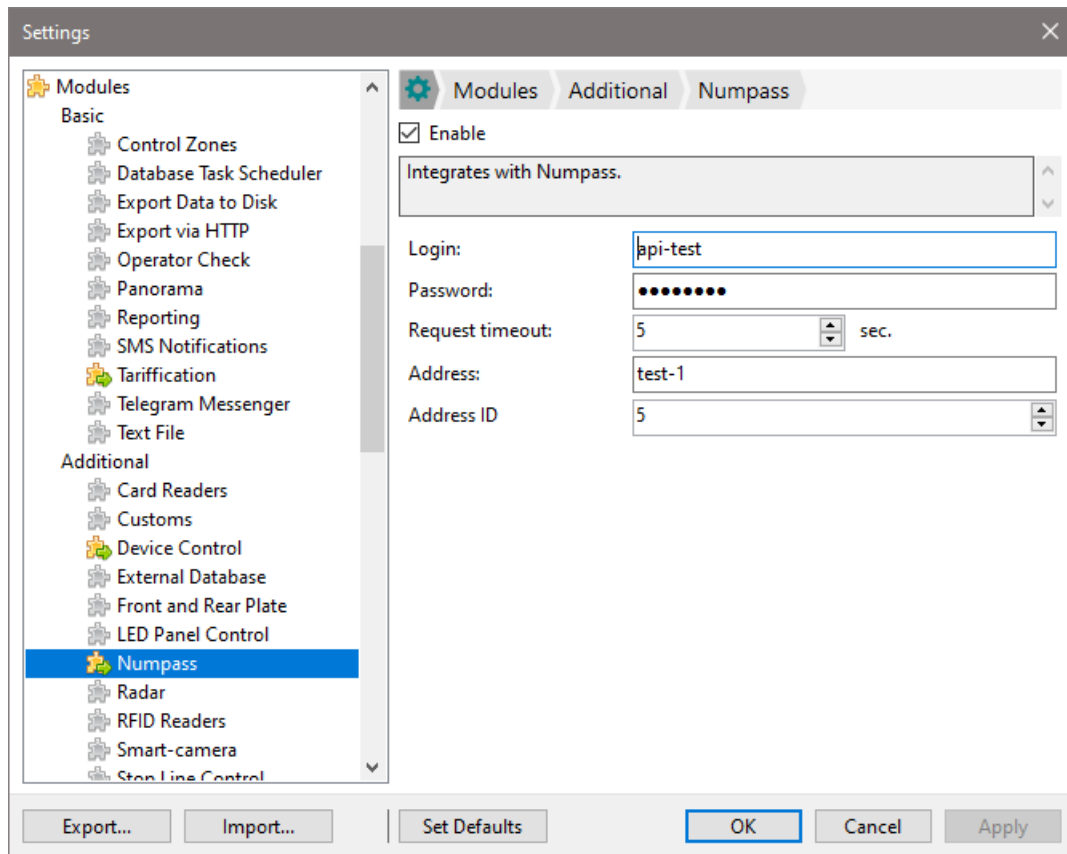 Settings
Modules
Basic
Control Zones
Database Task Scheduler
Export Data to Disk
Export via HTTP
Operator Check
Panorama
Reporting
SMS Notifications
Tariffication
Telegram Messenger
Text File
Additional
Card Readers
Customs
Device Control
External Database
Front and Rear Plate
LED Panel Control
Numpass
Radar
RFID Readers
Smart-camera
Stop Line Control
Modules Additional Numpass
Enable
Integrates with Numpass.
Login: api-test
Password: ●●●●●●●●
Request timeout: 5 sec.
Address: test-1
Address ID 5
Export... Import... Set Defaults OK Cancel Apply